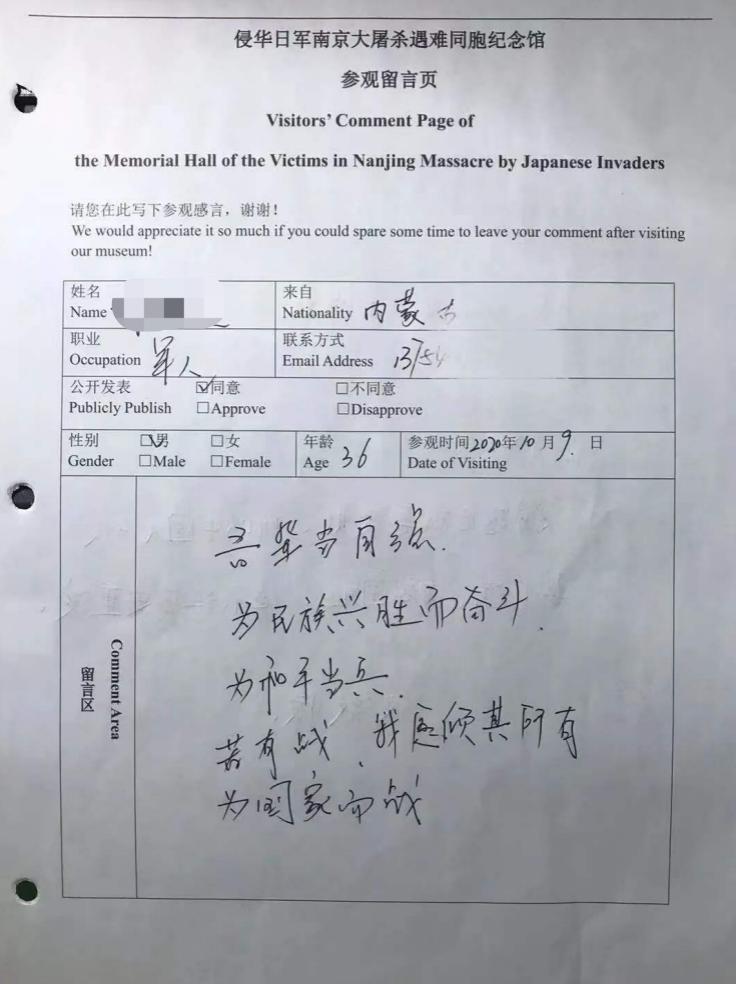 侵华日军南京大屠杀遇难同胞纪念馆
参观留言页
Visitors' Comment Page of
the Memorial Hall of the Victims in Nanjing Massacre by Japanese Invaders
请您在此写下参观感言，谢谢！
We would appreciate it so much if you could spare some time to leave your comment after visiting
our museum!
姓名
Name
来自
Nationality 内蒙古
职业
Occupation 军人
联系方式
Email Address 13754
公开发表 ☑同意 □不同意
Publicly Publish □Approve □Disapprove
性别 ☑男 □女
Gender □Male □Female
年龄
Age 36
参观时间2020年10月9日
Date of Visiting
留言区
Comment Area
吾辈当自强.
为民族兴胜而奋斗.
为和平当兵.
若有战、我愿倾其所有
为国家而战